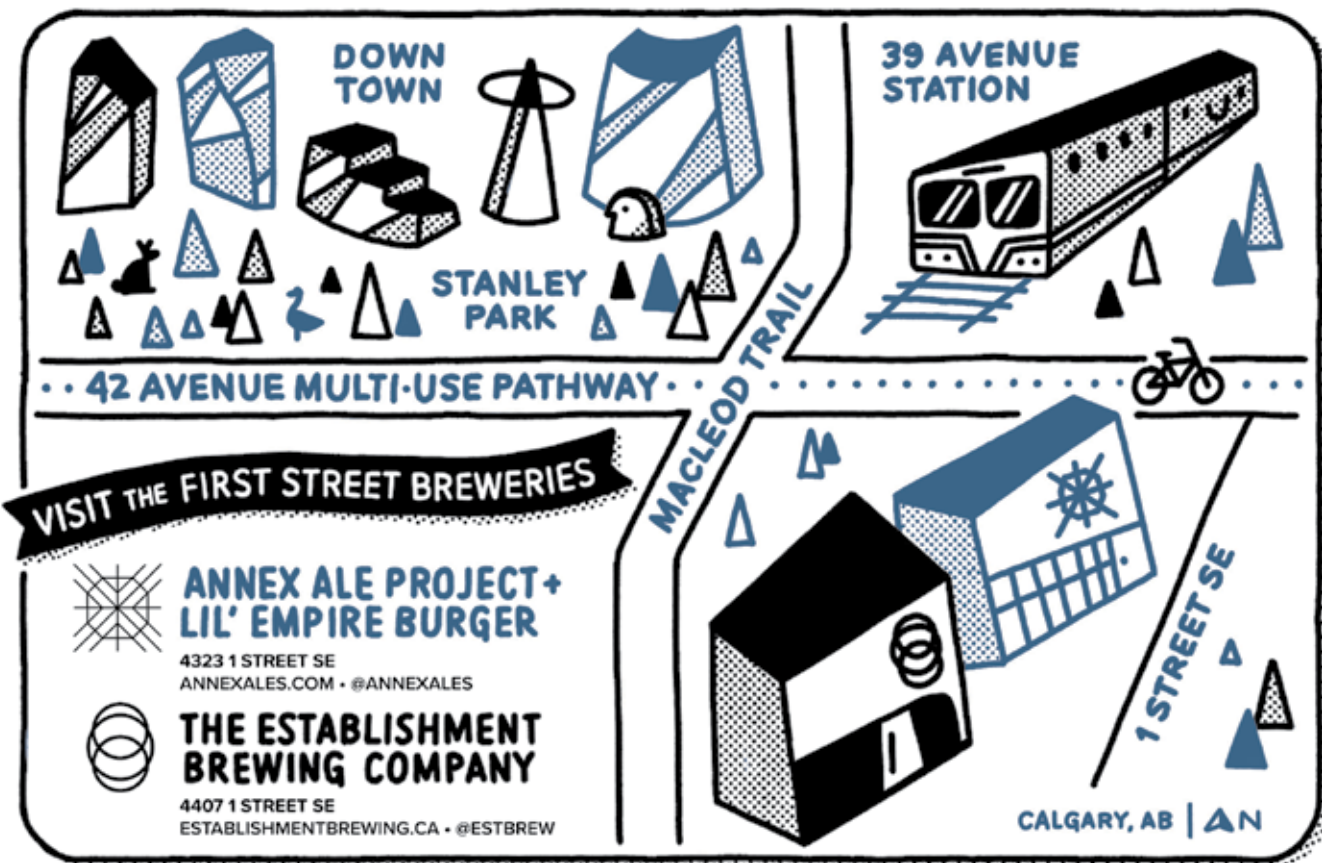 DOWN
TOWN
39 AVENUE
STATION
STANLEY
PARK
MACLEOD TRAIL
42 AVENUE MULTI-USE PATHWAY
VISIT THE FIRST STREET BREWERIES
ANNEX ALE PROJECT+
LIL' EMPIRE BURGER
4323 1 STREET SE
ANNEXALES.COM • @ANNEXALES
THE ESTABLISHMENT
BREWING COMPANY
4407 1 STREET SE
ESTABLISHMENTBREWING.CA • @ESTBREW
1 STREET SE
CALGARY, AB | AN